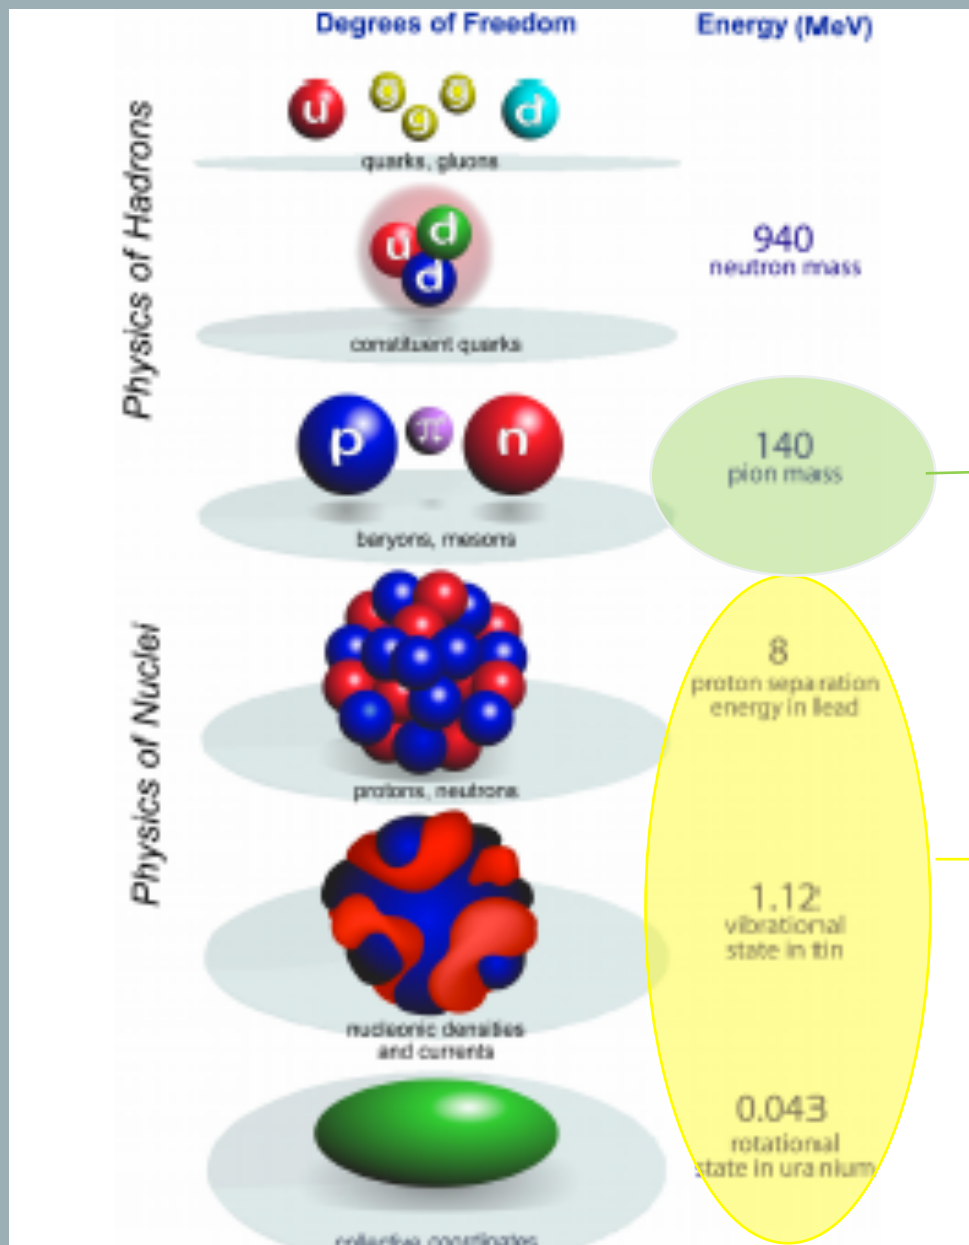 Degrees of Freedom
Energy (MeV)
Physics of Hadrons
u g g g d
quarks, gluons
u d d
940
neutron mass
constituent quarks
p π n
140
pion mass
baryons, mesons
Physics of Nuclei
8
proton separation
energy in lead
protons, neutrons
1.12
vibrational
state in tin
nucleonic densities
and currents
0.043
rotational
state in uranium
collective coordinates